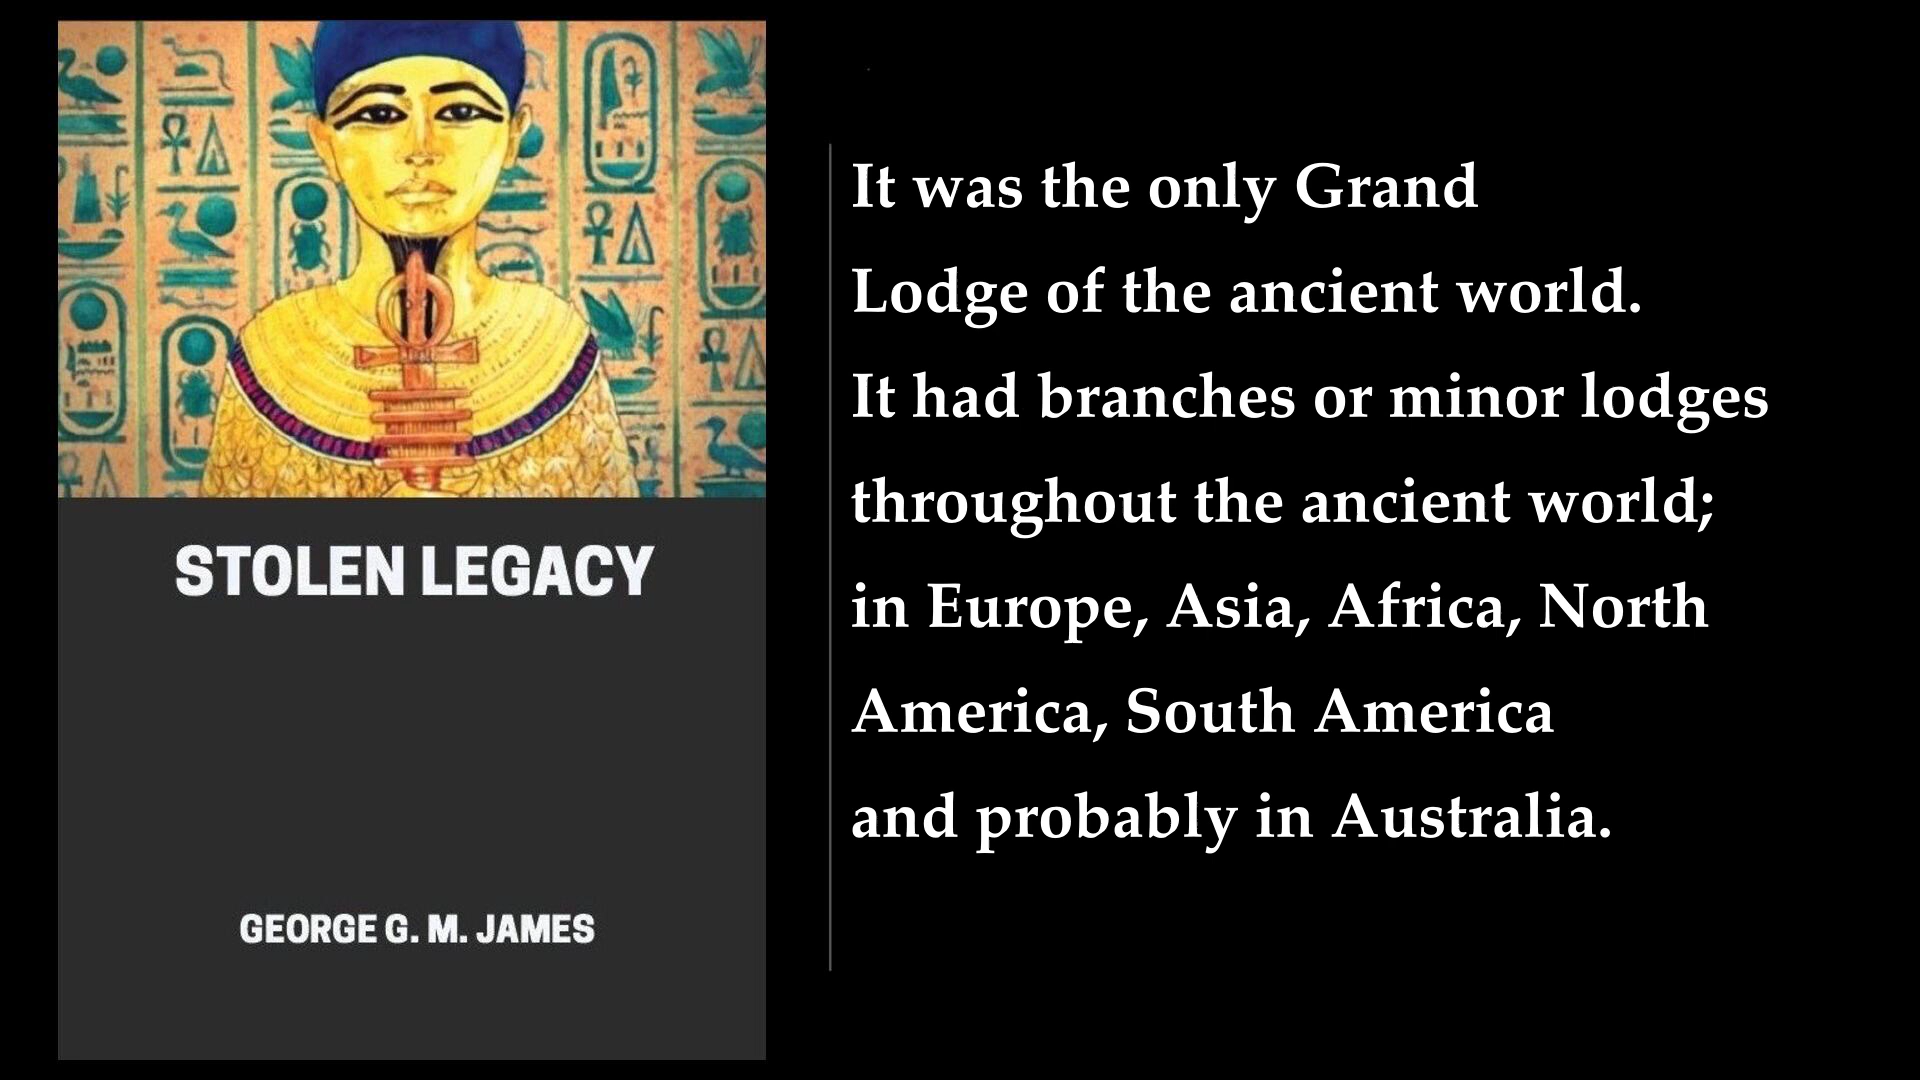 STOLEN LEGACY
GEORGE G. M. JAMES
It was the only Grand
Lodge of the ancient world.
It had branches or minor lodges
throughout the ancient world;
in Europe, Asia, Africa, North
America, South America
and probably in Australia.